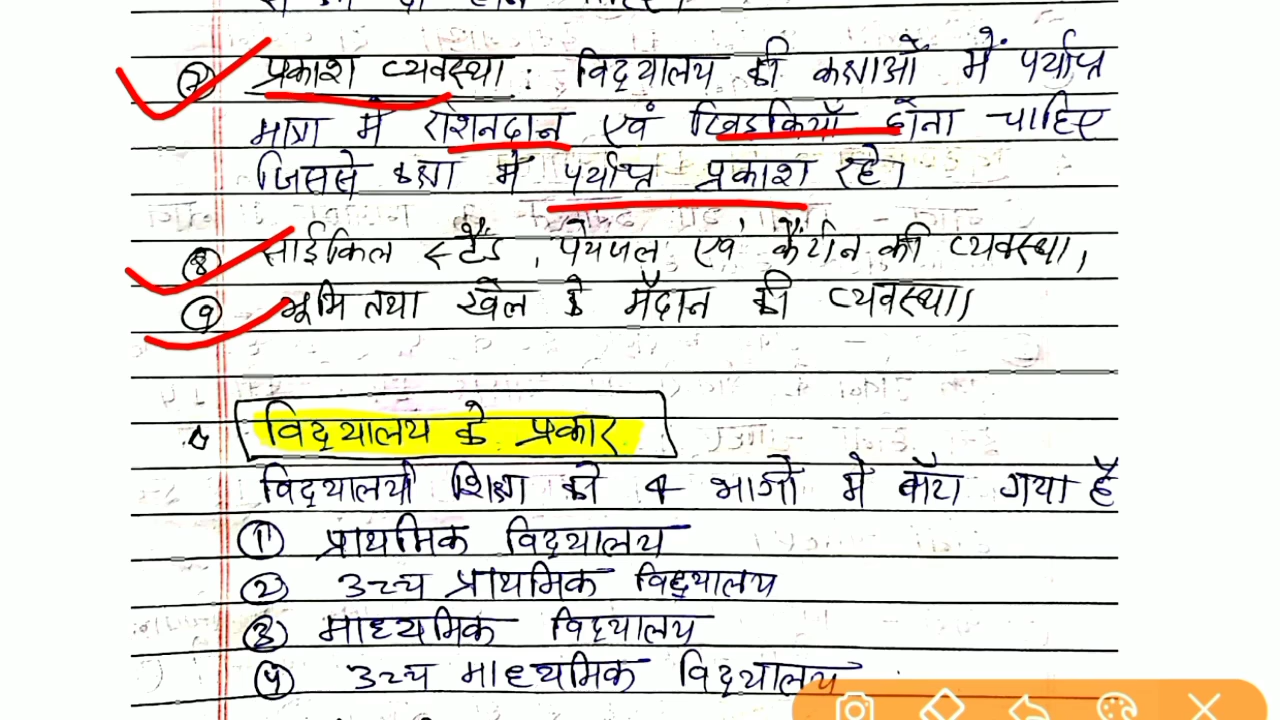 ⑦ प्रकाश व्यवस्था : विद्यालय की कक्षाओं में पर्याप्त
मात्रा में रोशनदान एवं खिड़कियाँ होना चाहिए
जिससे कक्षा में पर्याप्त प्रकाश रहे।
⑧ साईकिल स्टैंड, पेयजल एवं कैंटीन की व्यवस्था,
⑨ भूमि तथा खेल के मैदान की व्यवस्था।
विद्यालय के प्रकार
विद्यालयी शिक्षा को 4 भागों में बाँटा गया है
① प्राथमिक विद्यालय
② उच्च प्राथमिक विद्यालय
③ माध्यमिक विद्यालय
④ उच्च माध्यमिक विद्यालय